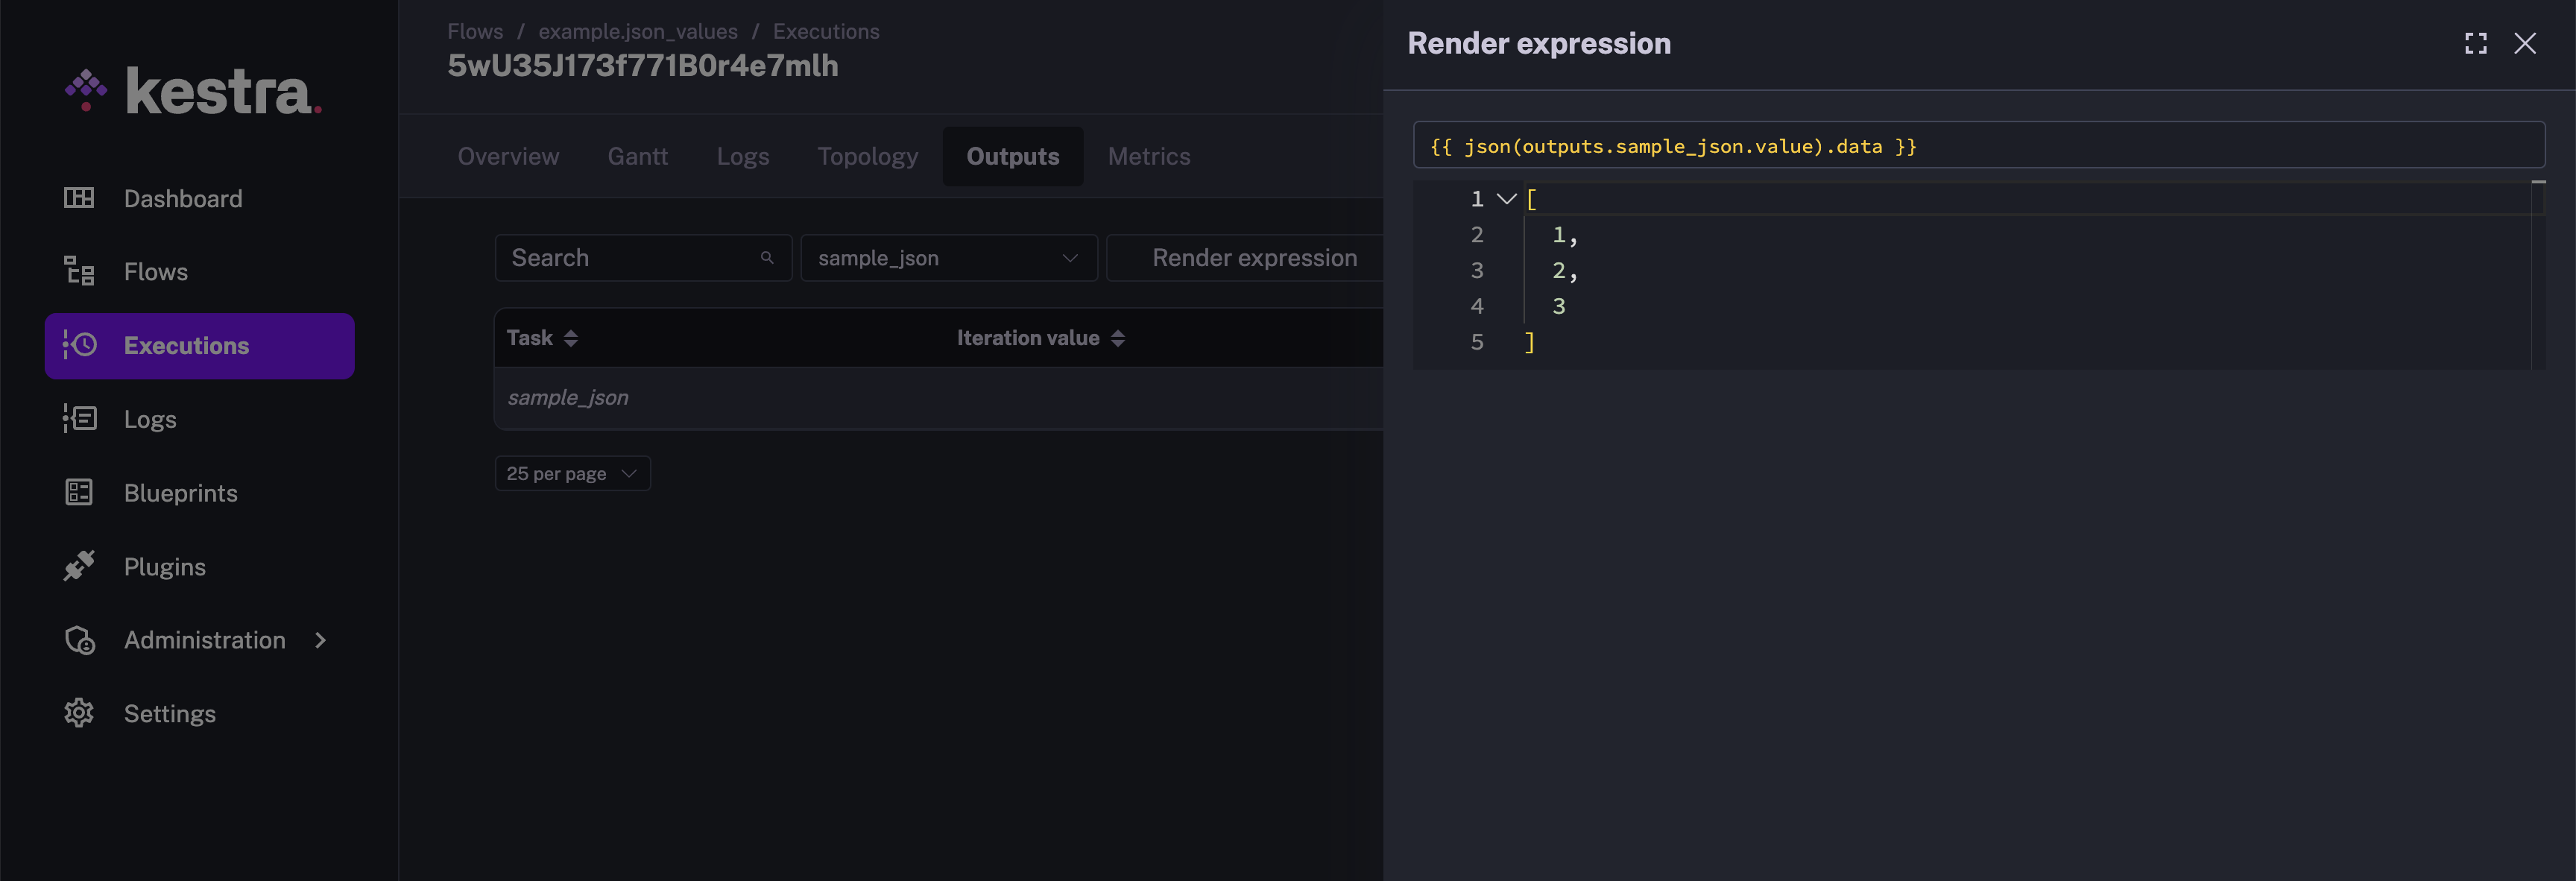 kestra.
Dashboard
Flows
Executions
Logs
Blueprints
Plugins
Administration
Settings
Flows / example.json_values / Executions
5wU35J173f771B0r4e7mlh
Overview Gantt Logs Topology Outputs Metrics
Search sample_json Render expression
Task Iteration value
sample_json
25 per page
Render expression
{{ json(outputs.sample_json.value).data }}
1 [
2 1,
3 2,
4 3
5 ]